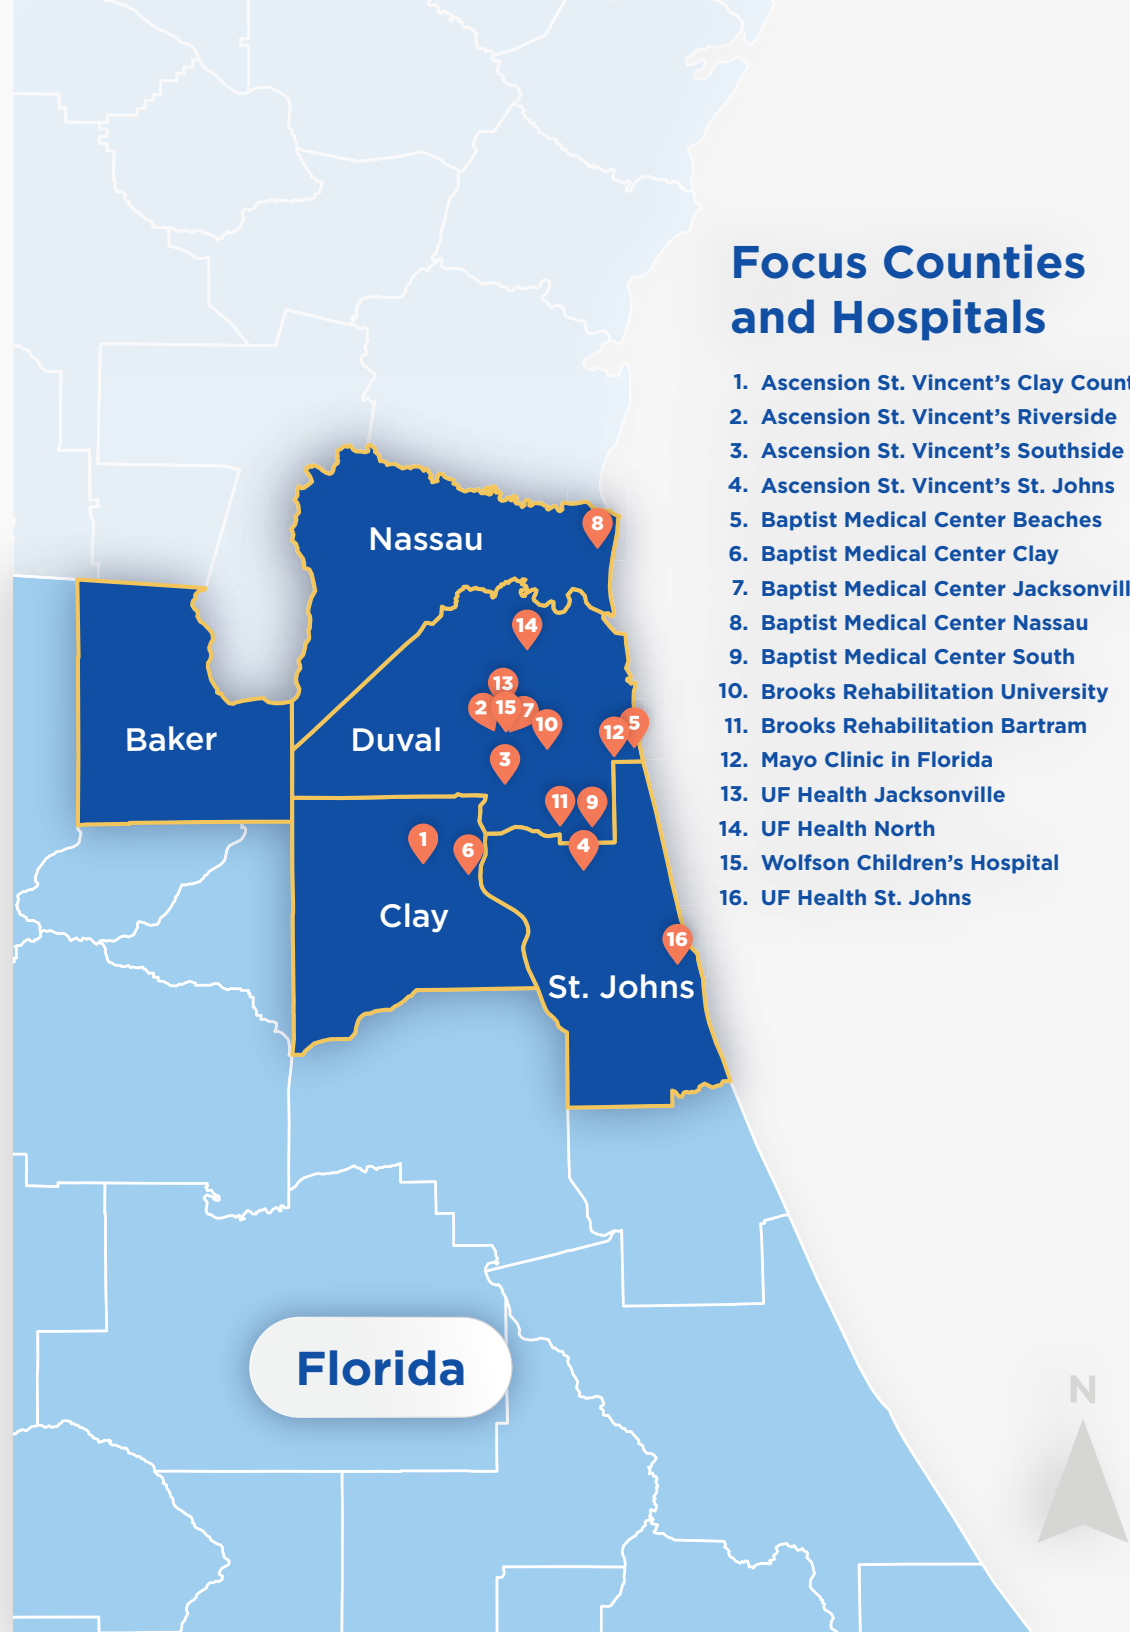 Focus Counties
and Hospitals
1. Ascension St. Vincent’s Clay Count
2. Ascension St. Vincent’s Riverside
3. Ascension St. Vincent’s Southside
4. Ascension St. Vincent’s St. Johns
5. Baptist Medical Center Beaches
6. Baptist Medical Center Clay
7. Baptist Medical Center Jacksonvill
8. Baptist Medical Center Nassau
9. Baptist Medical Center South
10. Brooks Rehabilitation University
11. Brooks Rehabilitation Bartram
12. Mayo Clinic in Florida
13. UF Health Jacksonville
14. UF Health North
15. Wolfson Children’s Hospital
16. UF Health St. Johns
8
Nassau
14
13
2 15 7
10
12 5
Baker
Duval
3
11 9
1
6
4
Clay
16
St. Johns
Florida
N